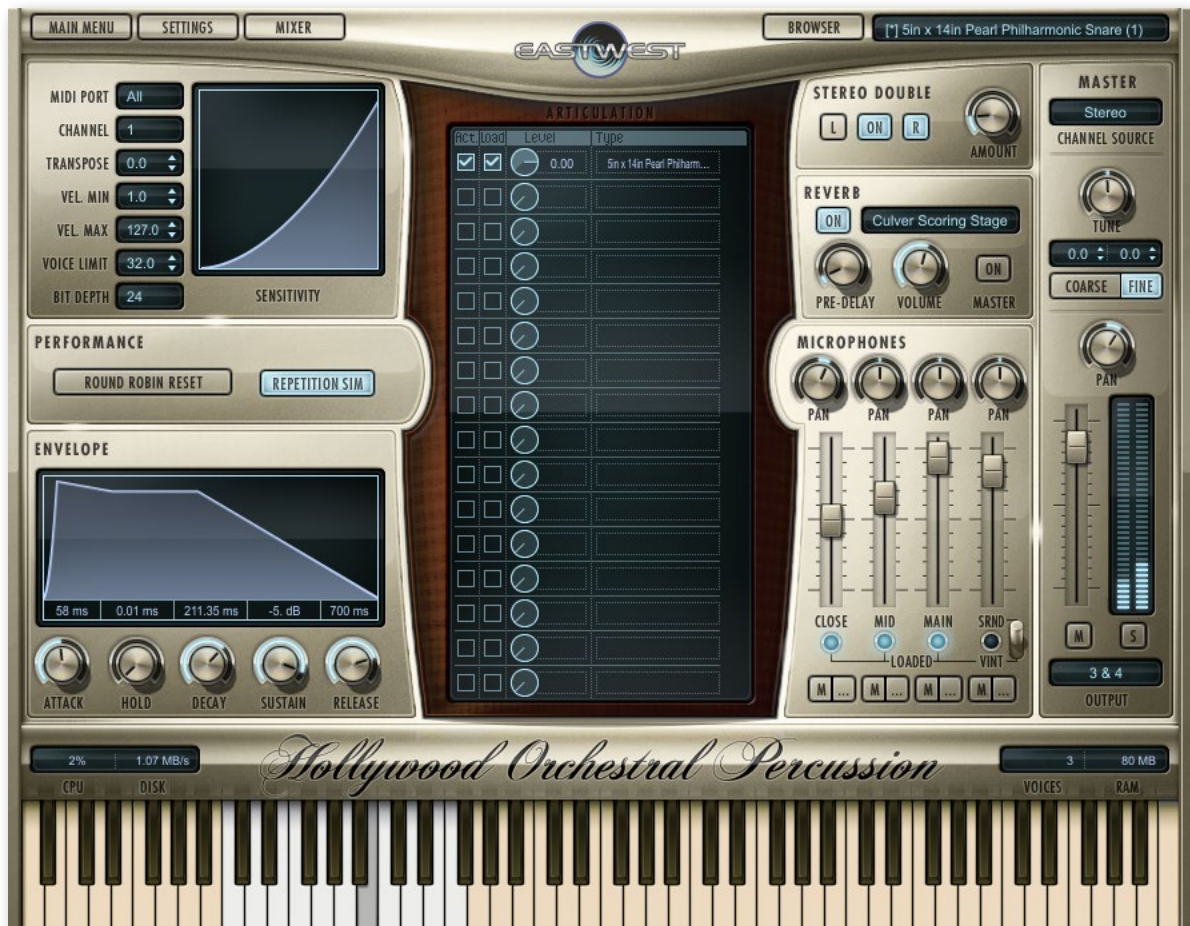 MAIN MENU
SETTINGS
MIXER
EASTWEST
BROWSER
[*] 5in x 14in Pearl Philharmonic Snare (1)
MIDI PORT All
CHANNEL 1
TRANSPOSE 0.0
VEL. MIN 1.0
VEL. MAX 127.0
VOICE LIMIT 32.0
BIT DEPTH 24
SENSITIVITY
PERFORMANCE
ROUND ROBIN RESET
REPETITION SIM
ENVELOPE
58 ms 0.01 ms 211.35 ms -5. dB 700 ms
ATTACK HOLD DECAY SUSTAIN RELEASE
ARTICULATION
Act. Load Level Type
0.00 5in x 14in Pearl Philharm...
STEREO DOUBLE
L ON R
AMOUNT
REVERB
ON Culver Scoring Stage
ON
PRE-DELAY VOLUME MASTER
MICROPHONES
PAN PAN PAN PAN
CLOSE MID MAIN SRND
LOADED VINT
M ... M ... M ... M ...
MASTER
Stereo
CHANNEL SOURCE
TUNE
0.0 0.0
COARSE FINE
PAN
M S
3 & 4
OUTPUT
2% 1.07 MB/s
CPU DISK
Hollywood Orchestral Percussion
3 80 MB
VOICES RAM